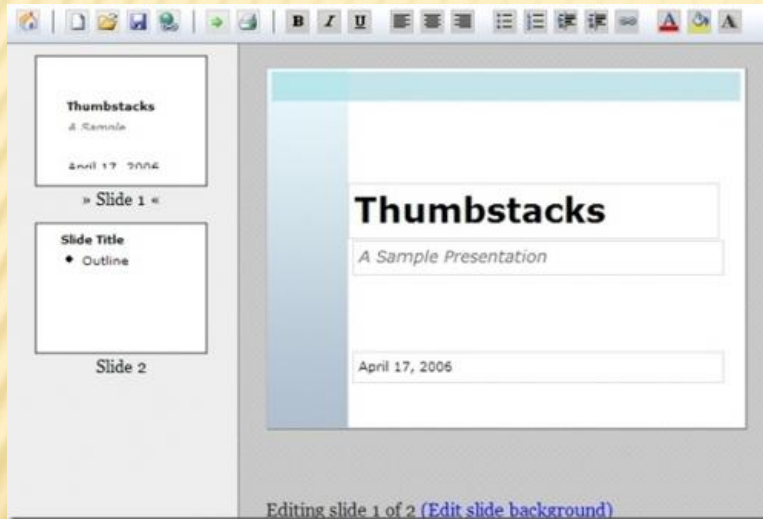 B I U A A
Thumbstacks
A Sample
April 17, 2006
» Slide 1 «
Slide Title
• Outline
Slide 2
Thumbstacks
A Sample Presentation
April 17, 2006
Editing slide 1 of 2 (Edit slide background)